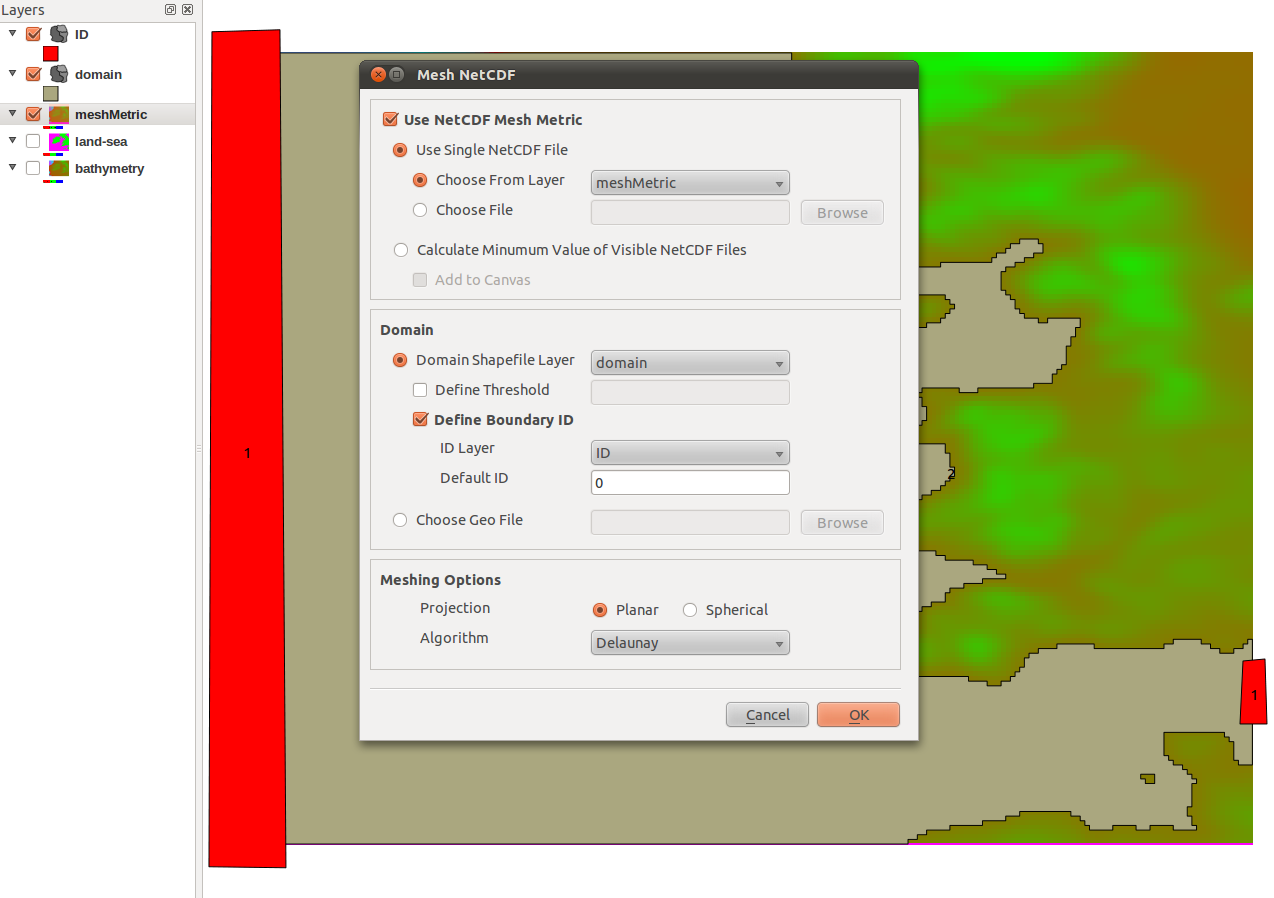 Layers
ID
domain
meshMetric
land-sea
bathymetry
Mesh NetCDF
Use NetCDF Mesh Metric
Use Single NetCDF File
Choose From Layer meshMetric
Choose File Browse
Calculate Minumum Value of Visible NetCDF Files
Add to Canvas
Domain
Domain Shapefile Layer domain
Define Threshold
Define Boundary ID
ID Layer ID
Default ID 0
Choose Geo File Browse
Meshing Options
Projection Planar Spherical
Algorithm Delaunay
Cancel OK
1
2
1